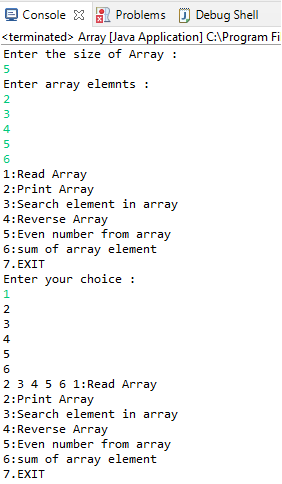 Console Problems Debug Shell
<terminated> Array [Java Application] C:\Program Fi
Enter the size of Array :
5
Enter array elemnts :
2
3
4
5
6
1:Read Array
2:Print Array
3:Search element in array
4:Reverse Array
5:Even number from array
6:sum of array element
7.EXIT
Enter your choice :
1
2
3
4
5
6
2 3 4 5 6 1:Read Array
2:Print Array
3:Search element in array
4:Reverse Array
5:Even number from array
6:sum of array element
7.EXIT